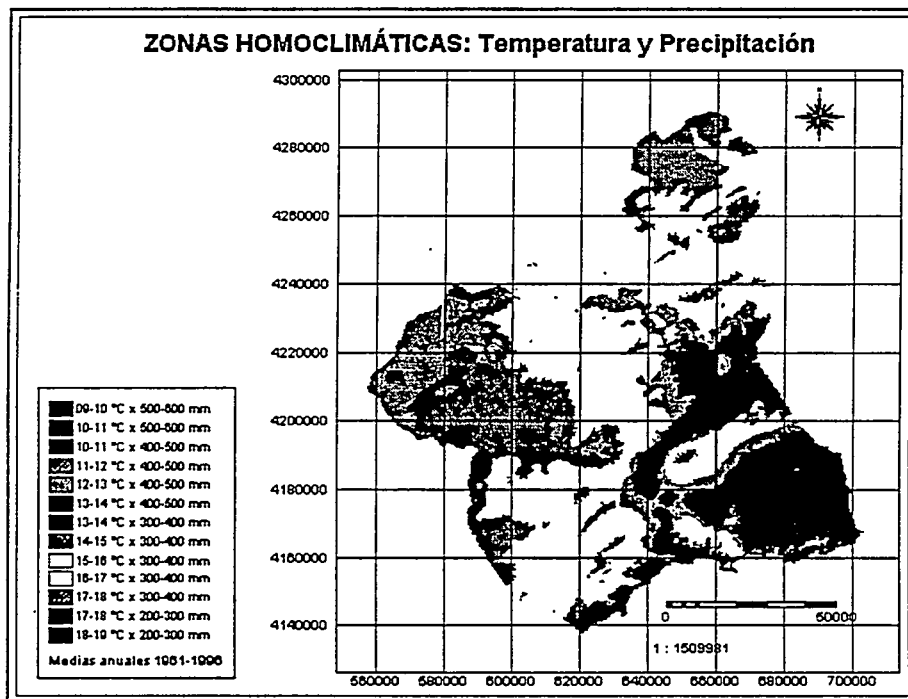 ZONAS HOMOCLIMÁTICAS: Temperatura y Precipitación
4300000
4280000
4260000
4240000
4220000
4200000
4180000
4160000
4140000
560000 580000 600000 620000 640000 660000 680000 700000
09-10 °C x 500-600 mm
10-11 °C x 500-600 mm
10-11 °C x 400-500 mm
11-12 °C x 400-500 mm
12-13 °C x 400-500 mm
13-14 °C x 400-500 mm
13-14 °C x 300-400 mm
14-15 °C x 300-400 mm
15-16 °C x 300-400 mm
16-17 °C x 300-400 mm
17-18 °C x 300-400 mm
17-18 °C x 200-300 mm
18-19 °C x 200-300 mm
Medias anuales 1961-1996
0 50000
1 : 1509981